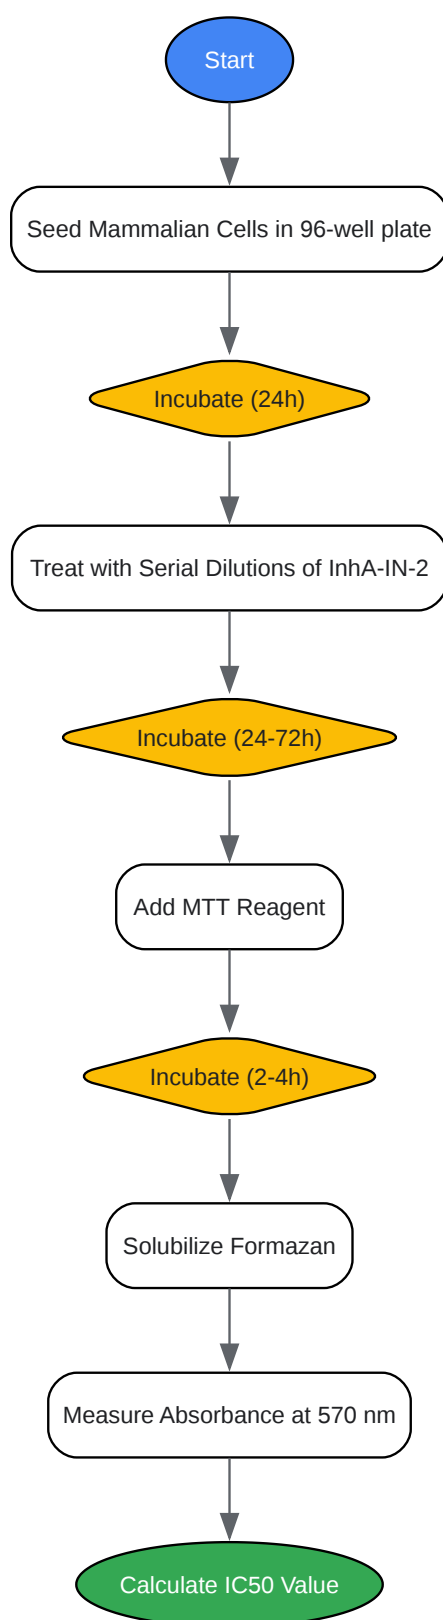 Start
Seed Mammalian Cells in 96-well plate
Incubate (24h)
Treat with Serial Dilutions of InhA-IN-2
Incubate (24-72h)
Add MTT Reagent
Incubate (2-4h)
Solubilize Formazan
Measure Absorbance at 570 nm
Calculate IC50 Value